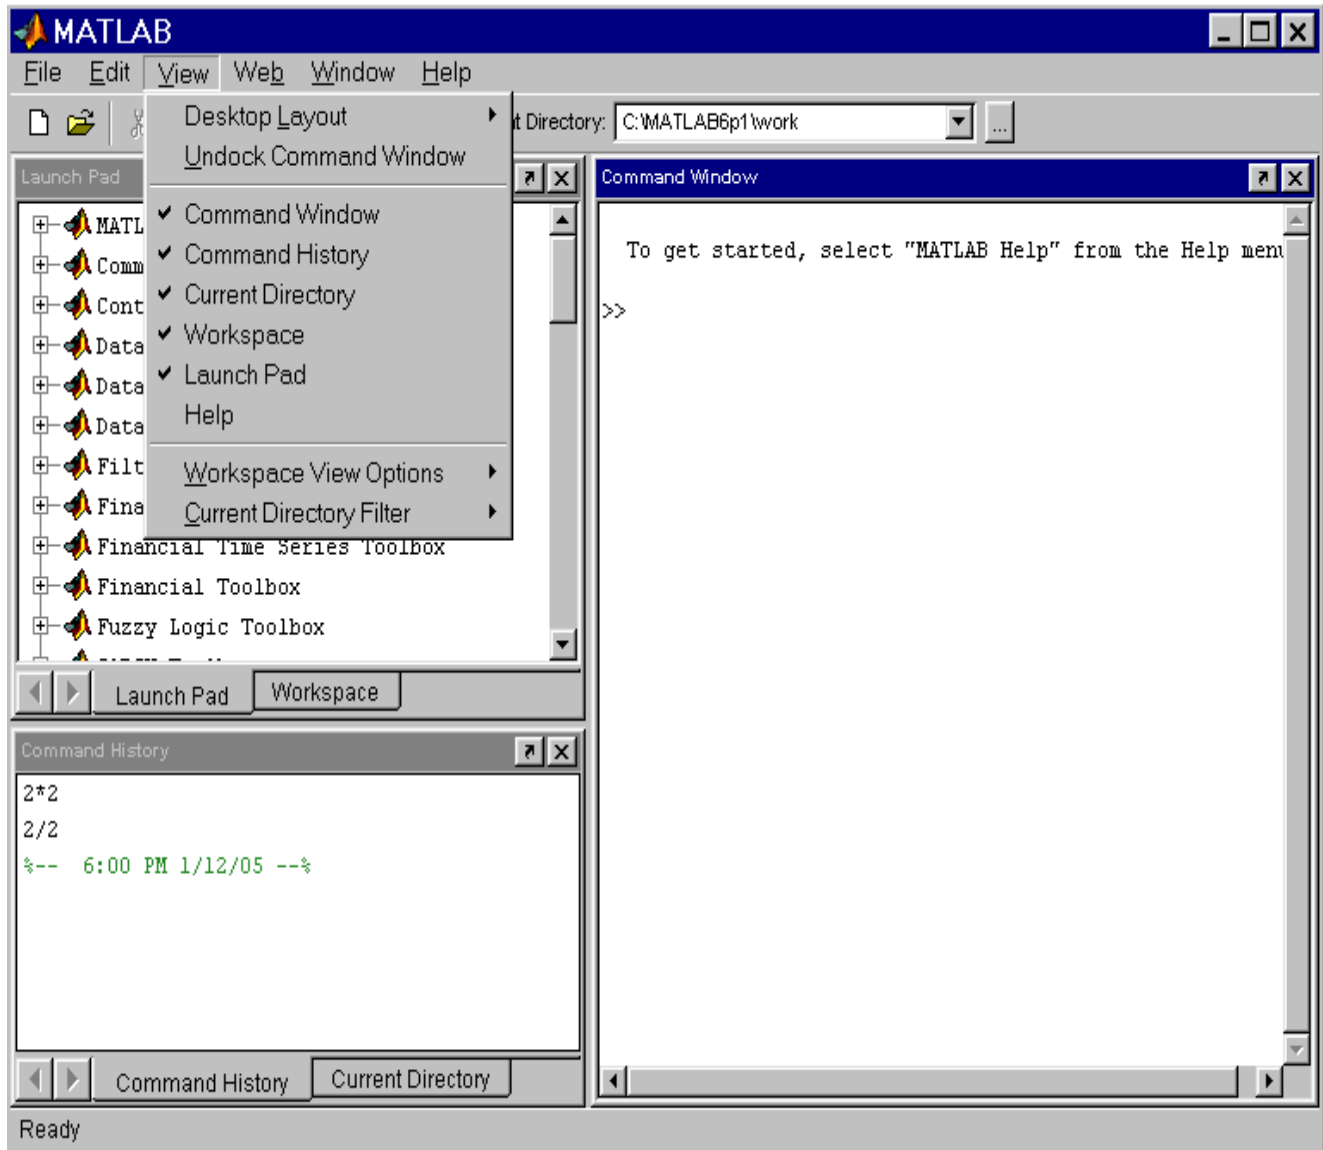 MATLAB
File Edit View Web Window Help
Desktop Layout
Undock Command Window
Command Window
Command History
Current Directory
Workspace
Launch Pad
Help
Workspace View Options
Current Directory Filter
t Directory: C:\MATLAB6p1\work ...
Launch Pad
MATL
Comm
Cont
Data
Data
Data
Filt
Fina
Financial Time Series Toolbox
Financial Toolbox
Fuzzy Logic Toolbox
Launch Pad Workspace
Command History
2*2
2/2
%-- 6:00 PM 1/12/05 --%
Command History Current Directory
Command Window
To get started, select "MATLAB Help" from the Help menu
>>
Ready